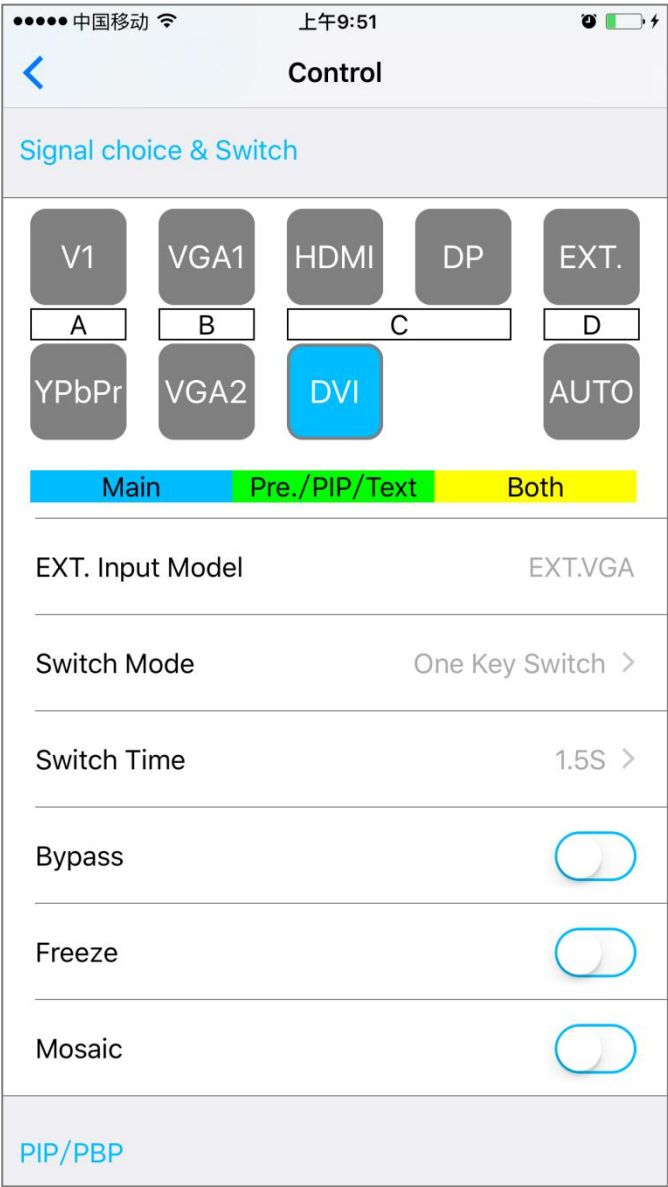 中国移动 上午9:51
Control
Signal choice & Switch
V1 VGA1 HDMI DP EXT.
A B C D
YPbPr VGA2 DVI AUTO
Main Pre./PIP/Text Both
EXT. Input Model EXT.VGA
Switch Mode One Key Switch
Switch Time 1.5S
Bypass
Freeze
Mosaic
PIP/PBP